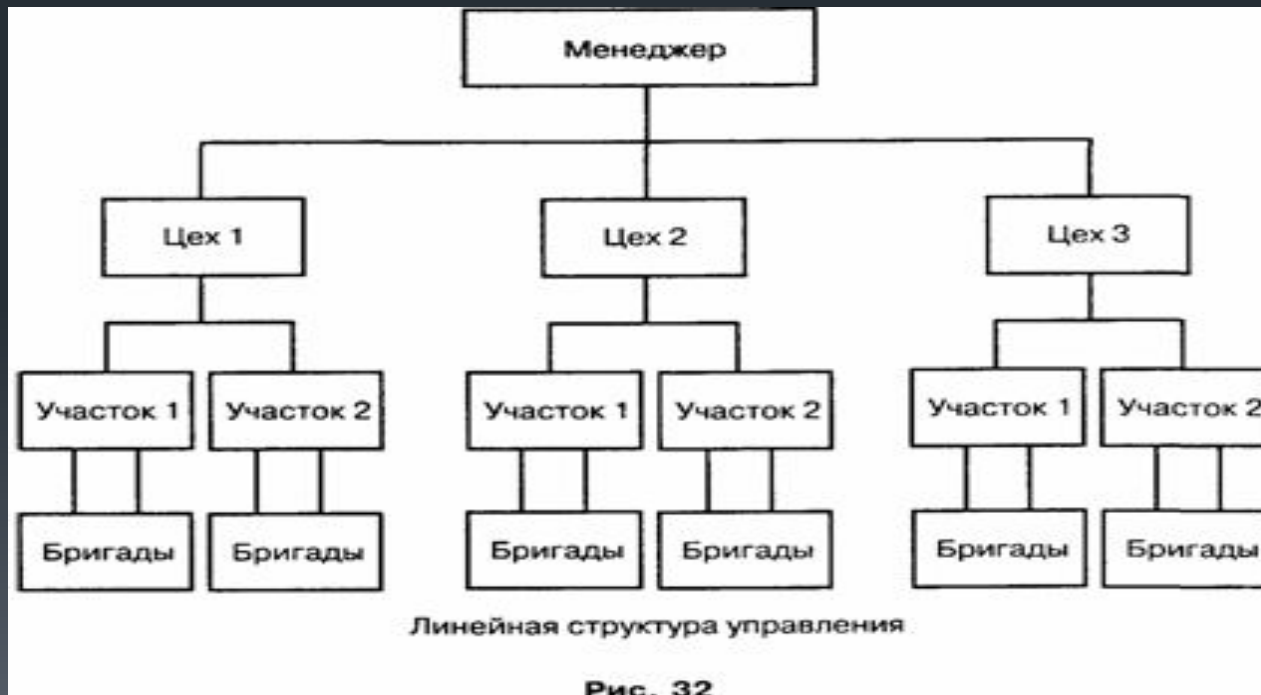 Менеджер
Цех 1 Цех 2 Цех 3
Участок 1 Участок 2 Участок 1 Участок 2 Участок 1 Участок 2
Бригады Бригады Бригады Бригады Бригады Бригады
Линейная структура управления
Рис. 32